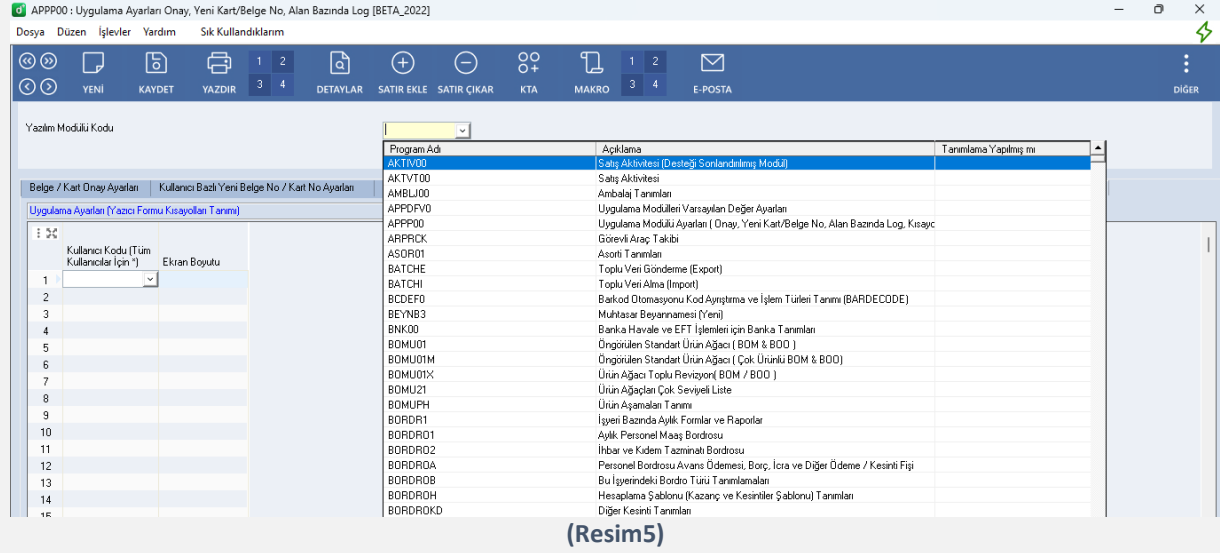 APPP00 : Uygulama Ayarları Onay, Yeni Kart/Belge No, Alan Bazında Log [BETA_2022]
Dosya Düzen İşlevler Yardım Sık Kullandıklarım
YENİ KAYDET YAZDIR 1 2 3 4 DETAYLAR SATIR EKLE SATIR ÇIKAR KTA MAKRO 1 2 3 4 E-POSTA DİĞER
Yazılım Modülü Kodu
Program Adı Açıklama Tanımlama Yapılmış mı
AKTIV00 Satış Aktivitesi (Desteği Sonlandırılmış Modül)
AKTVT00 Satış Aktivitesi
AMBLJ00 Ambalaj Tanımları
APPDFV0 Uygulama Modülleri Varsayılan Değer Ayarları
APPP00 Uygulama Modülü Ayarları ( Onay, Yeni Kart/Belge No, Alan Bazında Log, Kısayo
ARPRCK Görevli Araç Takibi
ASOR01 Asorti Tanımları
BATCHE Toplu Veri Gönderme (Export)
BATCHI Toplu Veri Alma (Import)
BCDEF0 Barkod Otomasyonu Kod Ayrıştırma ve İşlem Türleri Tanımı (BARDECODE)
BEYNB3 Muhtasar Beyannamesi (Yeni)
BNK00 Banka Havale ve EFT İşlemleri için Banka Tanımları
BOMU01 Öngörülen Standart Ürün Ağacı ( BOM & BOO )
BOMU01M Öngörülen Standart Ürün Ağacı ( Çok Ürünlü BOM & BOO)
BOMU01X Ürün Ağacı Toplu Revizyon( BOM / BOO )
BOMU21 Ürün Ağaçları Çok Seviyeli Liste
BOMUPH Ürün Aşamaları Tanımı
BORDR1 İşyeri Bazında Aylık Formlar ve Raporlar
BORDRO1 Aylık Personel Maaş Bordrosu
BORDRO2 İhbar ve Kıdem Tazminatı Bordrosu
BORDROA Personel Bordrosu Avans Ödemesi, Borç, İcra ve Diğer Ödeme / Kesinti Fişi
BORDROB Bu İşyerindeki Bordro Türü Tanımlamaları
BORDROH Hesaplama Şablonu (Kazanç ve Kesintiler Şablonu) Tanımları
BORDROKD Diğer Kesinti Tanımları
Belge / Kart Onay Ayarları Kullanıcı Bazlı Yeni Belge No / Kart No Ayarları
Uygulama Ayarları (Yazıcı Formu Kısayolları Tanımı)
Kullanıcı Kodu (Tüm
Kullanıcılar İçin *) Ekran Boyutu
1
2
3
4
5
6
7
8
9
10
11
12
13
14
15
(Resim5)